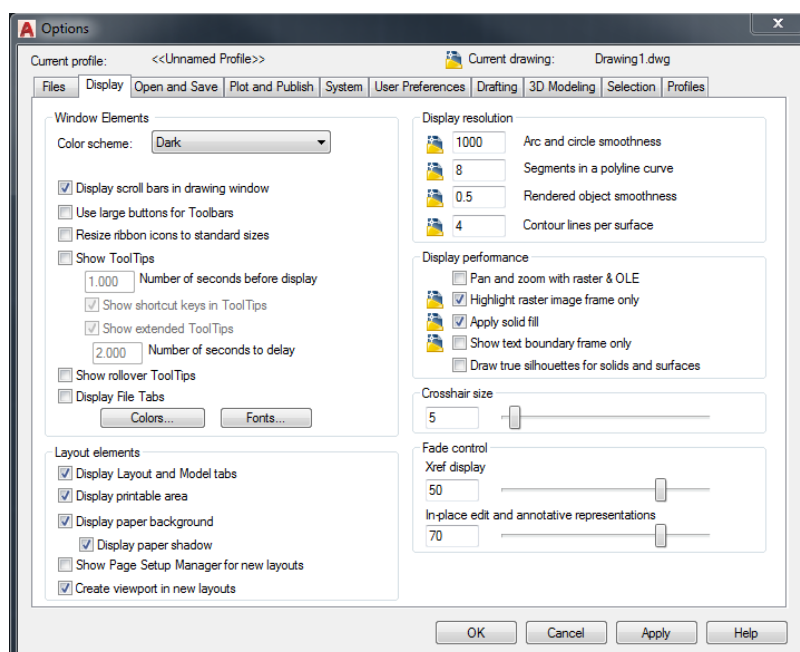 Options
Current profile: <<Unnamed Profile>> Current drawing: Drawing1.dwg
Files Display Open and Save Plot and Publish System User Preferences Drafting 3D Modeling Selection Profiles
Window Elements
Color scheme: Dark
Display scroll bars in drawing window
Use large buttons for Toolbars
Resize ribbon icons to standard sizes
Show ToolTips
1.000 Number of seconds before display
Show shortcut keys in ToolTips
Show extended ToolTips
2.000 Number of seconds to delay
Show rollover ToolTips
Display File Tabs
Colors... Fonts...
Layout elements
Display Layout and Model tabs
Display printable area
Display paper background
Display paper shadow
Show Page Setup Manager for new layouts
Create viewport in new layouts
Display resolution
1000 Arc and circle smoothness
8 Segments in a polyline curve
0.5 Rendered object smoothness
4 Contour lines per surface
Display performance
Pan and zoom with raster & OLE
Highlight raster image frame only
Apply solid fill
Show text boundary frame only
Draw true silhouettes for solids and surfaces
Crosshair size
5
Fade control
Xref display
50
In-place edit and annotative representations
70
OK Cancel Apply Help